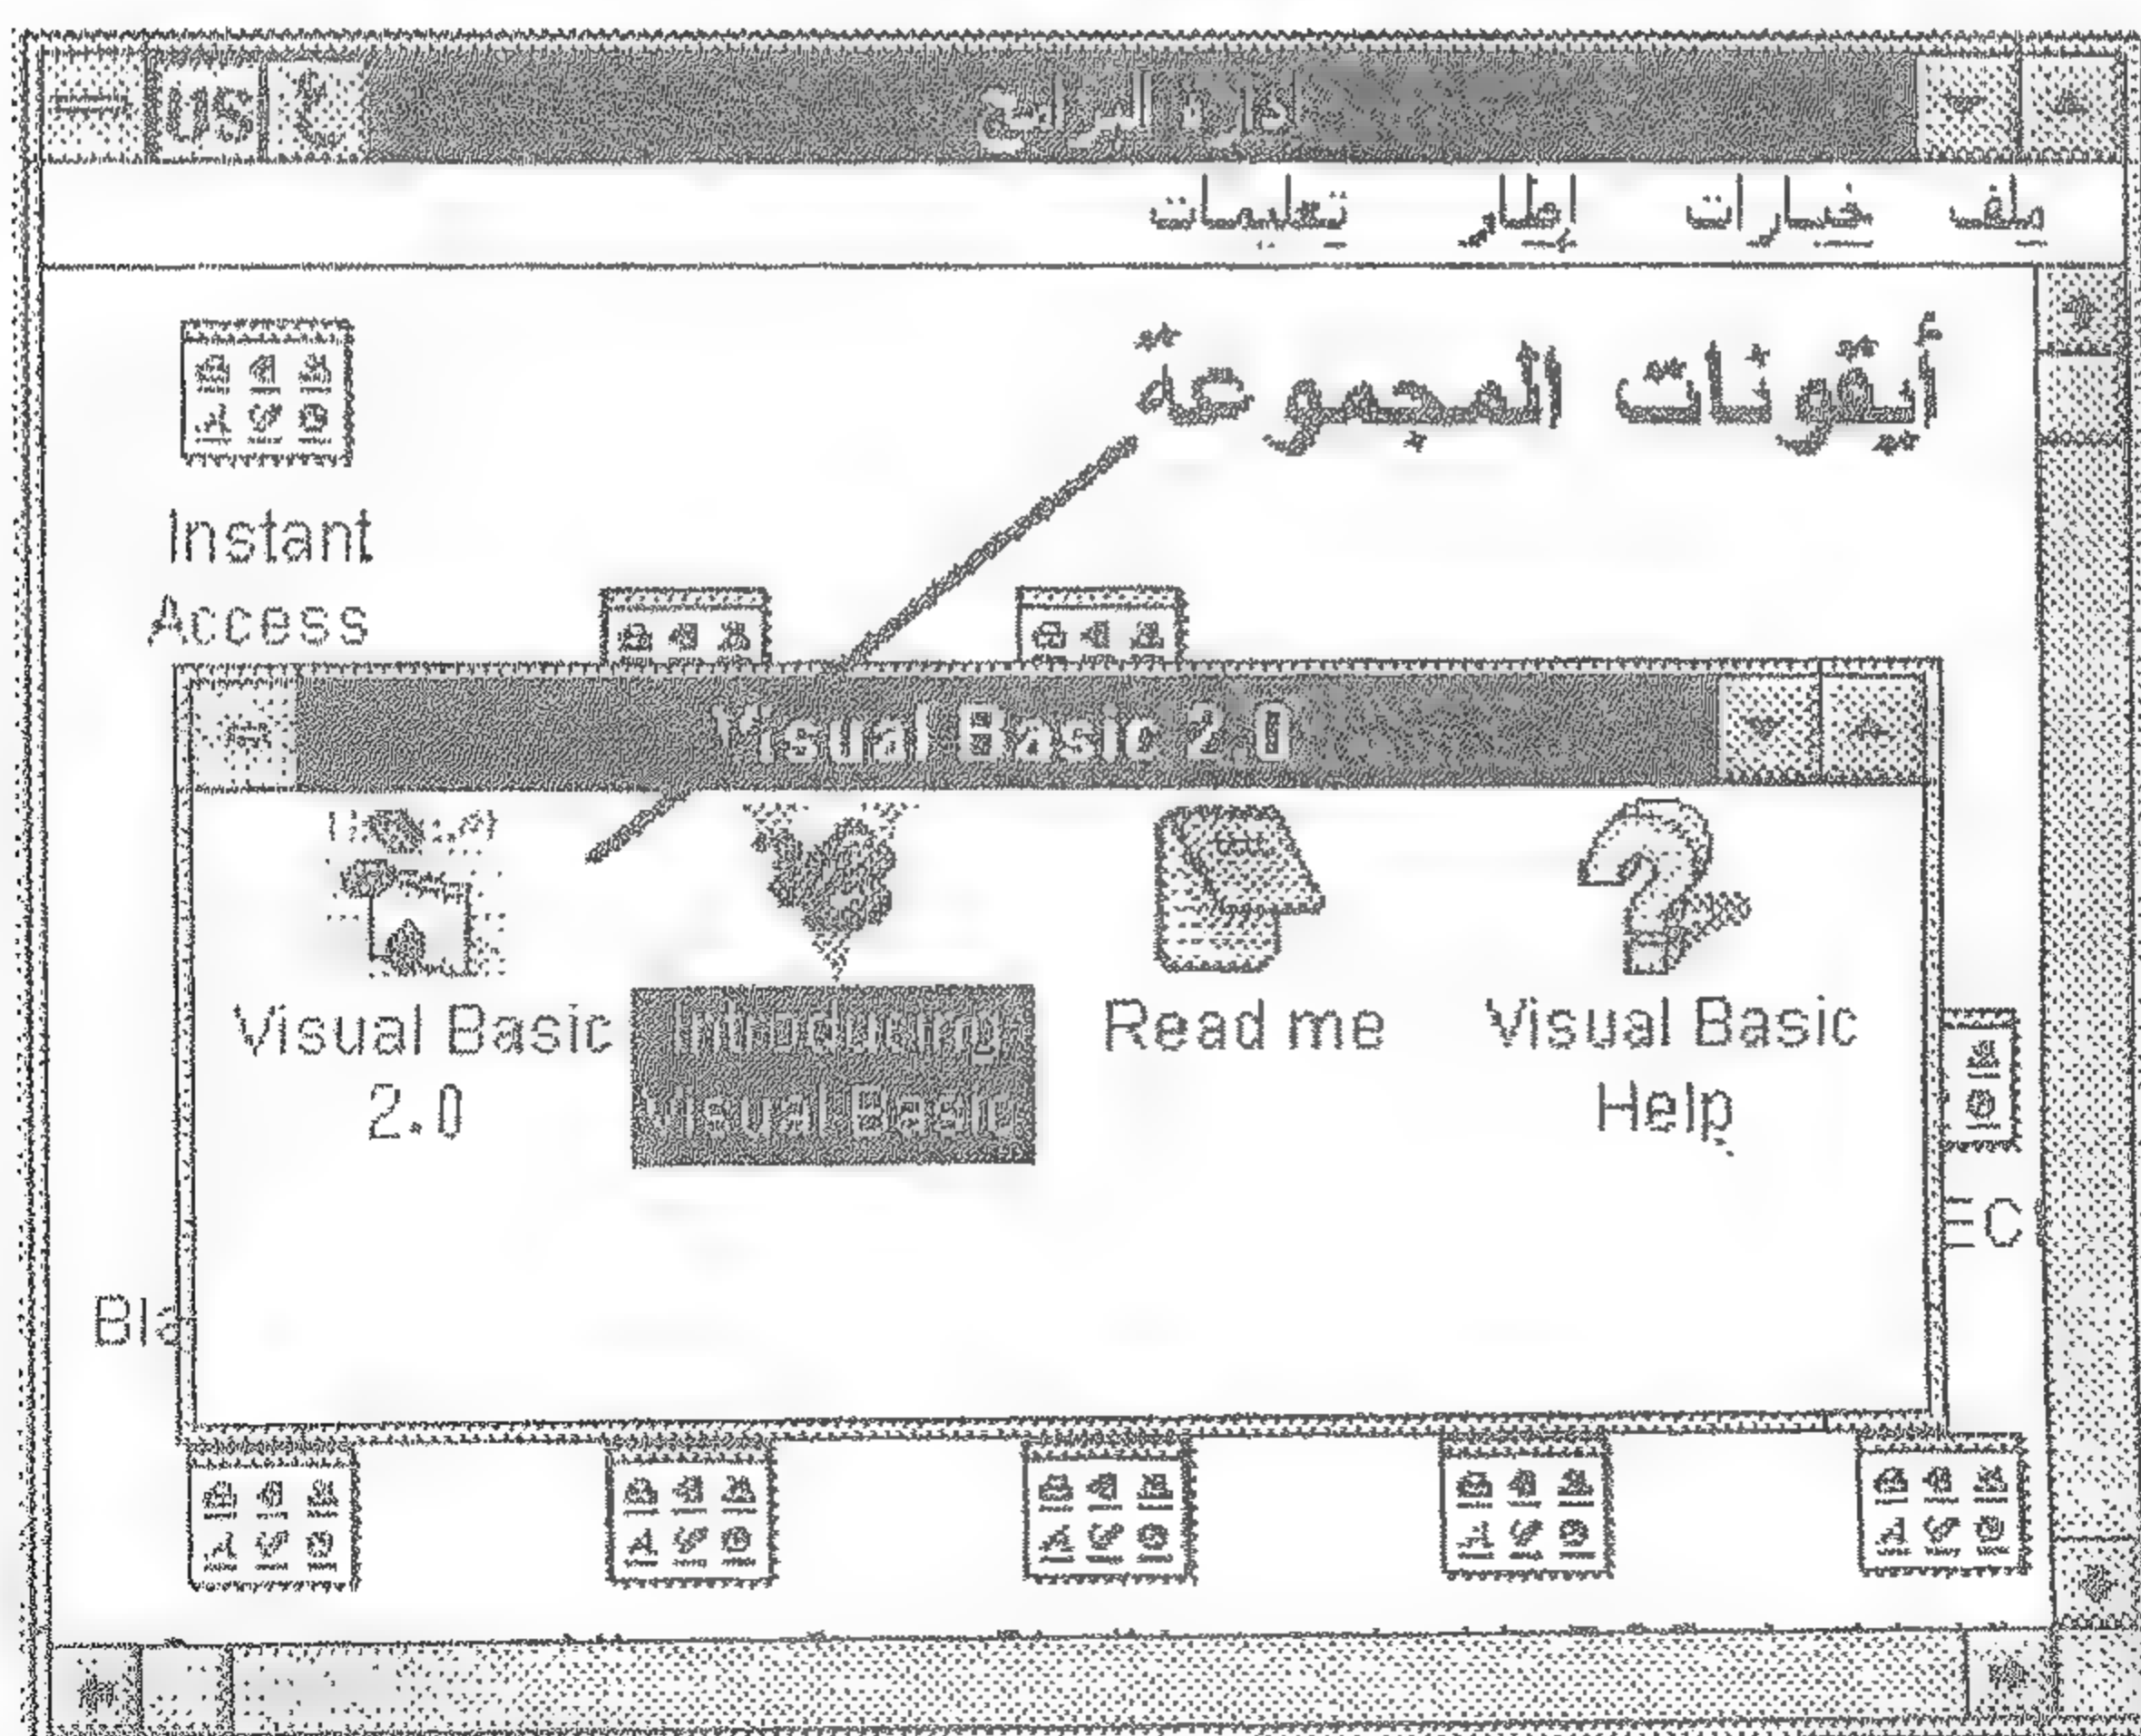 US ع
إدارة البرامج
ملف خيارات إطار تعليمات
أيقونات المجموعة
Instant
Access
Visual Basic 2.0
Visual Basic
2.0
Introducing
Visual Basic
Read me
Visual Basic
Help
EC
Bla